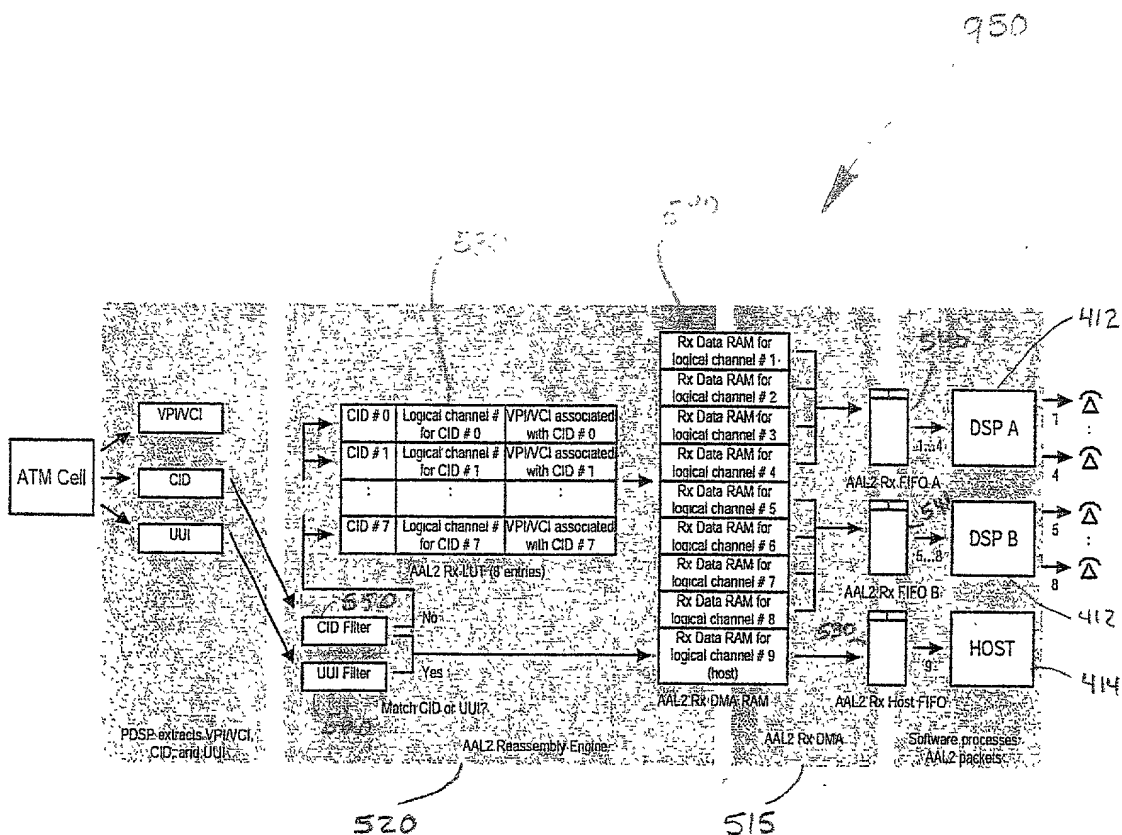 950
520
412
Rx Data RAM for
logical channel # 1
VPI/VCI
CID # 0 Logical channel # VPI/VCI associated
for CID # 0 with CID # 0
Rx Data RAM for
logical channel # 2
1
DSP A
:
1...4
4
Rx Data RAM for
logical channel # 3
ATM Cell
CID
CID # 1 Logical channel # VPI/VCI associated
for CID # 1 with CID # 1
Rx Data RAM for
logical channel # 4
AAL2 Rx FIFO A
: : :
Rx Data RAM for
logical channel # 5
UUI
CID # 7 Logical channel # VPI/VCI associated
for CID # 7 with CID # 7
Rx Data RAM for
logical channel # 6
5
DSP B
:
5...8
8
AAL2 Rx LUT (8 entries)
Rx Data RAM for
logical channel # 7
AAL2 Rx FIFO B
550
CID Filter
No
Rx Data RAM for
logical channel # 8
412
530
UUI Filter
Yes
Rx Data RAM for
logical channel # 9
(host)
9
HOST
414
Match CID or UUI?
AAL2 Rx DMA RAM
AAL2 Rx Host FIFO
PDSP extracts VPI/VCI,
CID, and UUI
AAL2 Reassembly Engine
AAL2 Rx DMA
Software processes
AAL2 packets
520
515